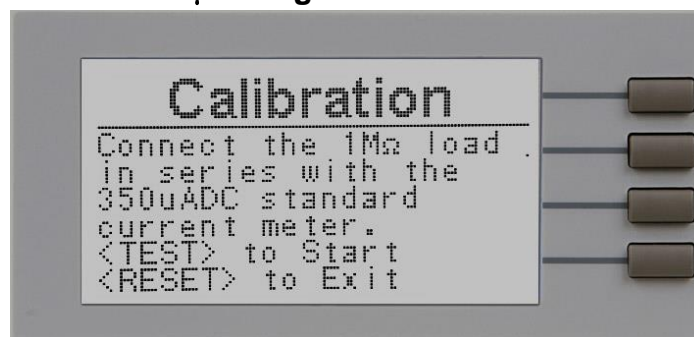 Calibration
Connect the 1MΩ load .
in series with the
350uADC standard
current meter.
<TEST> to Start
<RESET> to Exit